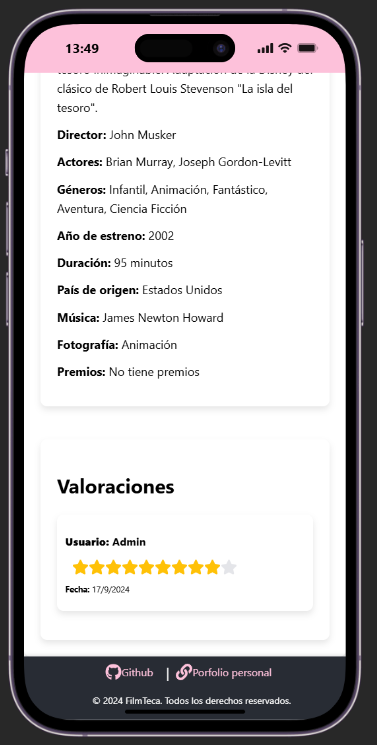 13:49
clásico de Robert Louis Stevenson "La isla del
tesoro".
Director: John Musker
Actores: Brian Murray, Joseph Gordon-Levitt
Géneros: Infantil, Animación, Fantástico,
Aventura, Ciencia Ficción
Año de estreno: 2002
Duración: 95 minutos
País de origen: Estados Unidos
Música: James Newton Howard
Fotografía: Animación
Premios: No tiene premios
Valoraciones
Usuario: Admin
Fecha: 17/9/2024
Github | Porfolio personal
© 2024 FilmTeca. Todos los derechos reservados.